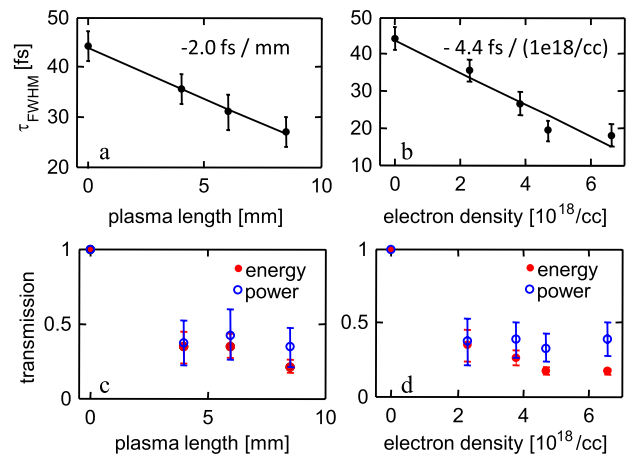 50
40
30
20
τFWHM [fs]
-2.0 fs / mm
a
0
5
10
plasma length [mm]
50
40
30
20
10
- 4.4 fs / (1e18/cc)
b
0
2
4
6
electron density [10^18/cc]
1
0.5
0
transmission
energy
power
c
0
5
10
plasma length [mm]
1
0.5
0
energy
power
d
0
2
4
6
electron density [10^18/cc]